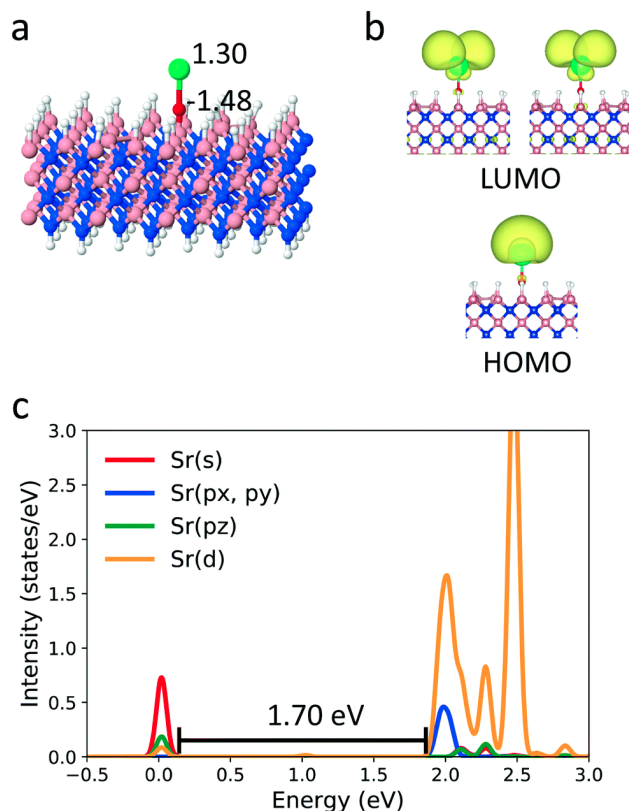 a
1.30
-1.48
b
LUMO
HOMO
c
3.0
2.5
2.0
1.5
1.0
0.5
0.0
Intensity (states/eV)
Sr(s)
Sr(px, py)
Sr(pz)
Sr(d)
1.70 eV
−0.5 0.0 0.5 1.0 1.5 2.0 2.5 3.0
Energy (eV)